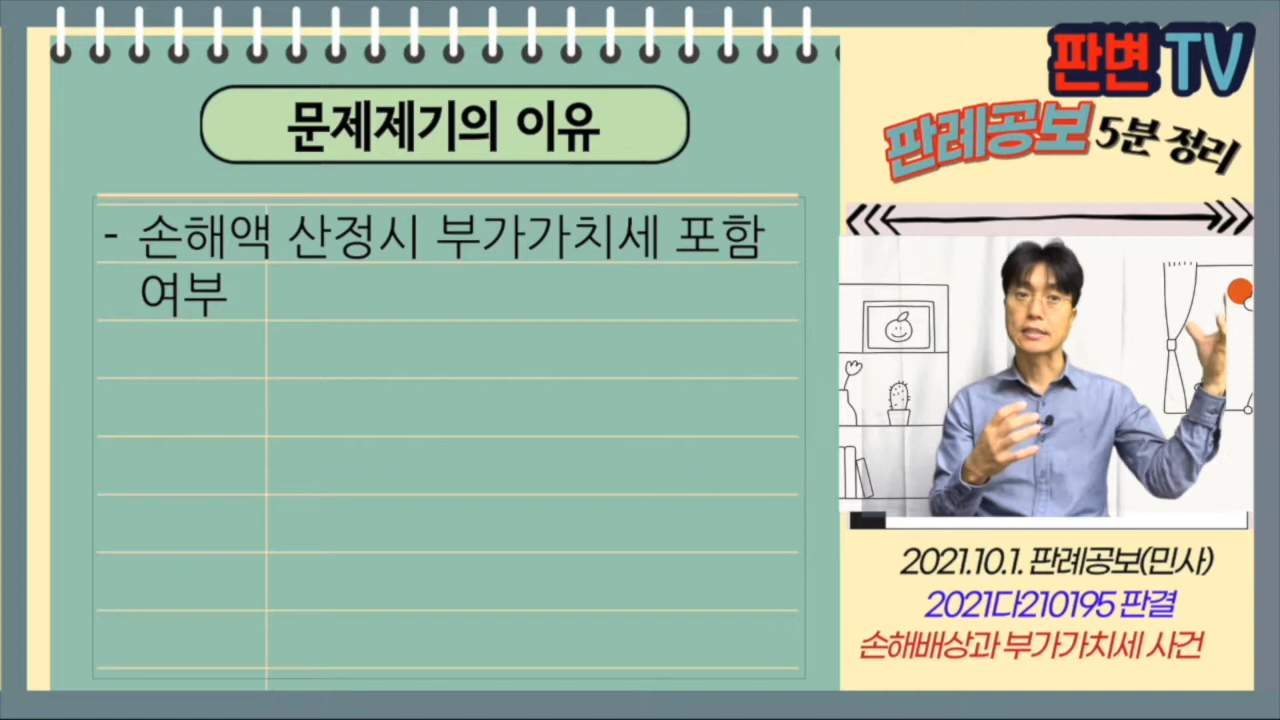 문제제기의 이유
- 손해액 산정시 부가가치세 포함
여부
판변 TV
판례공보 5분 정리
2021.10.1. 판례공보(민사)
2021다210195 판결
손해배상과 부가가치세 사건